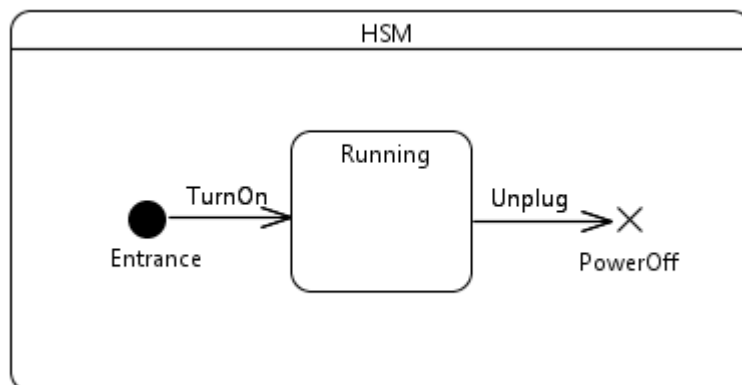 HSM
Running
TurnOn
Unplug
Entrance
PowerOff